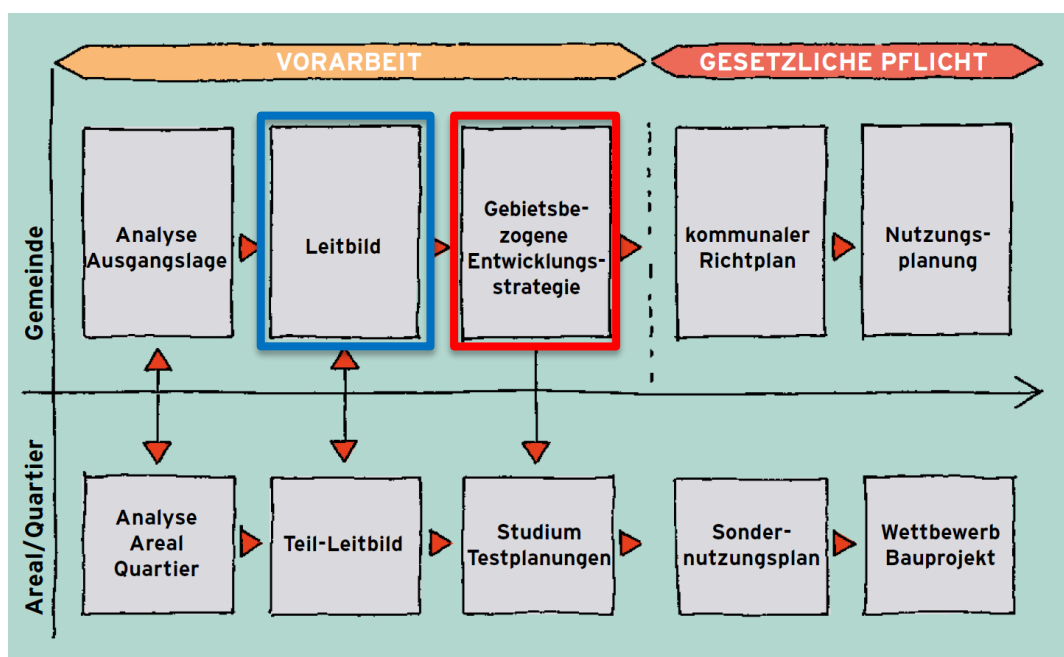 VORARBEIT
GESETZLICHE PFLICHT
Gemeinde
Analyse
Ausgangslage
Leitbild
Gebietsbe-
zogene
Entwicklungs-
strategie
kommunaler
Richtplan
Nutzungs-
planung
Areal/Quartier
Analyse
Areal
Quartier
Teil-Leitbild
Studium
Testplanungen
Sonder-
nutzungsplan
Wettbewerb
Bauprojekt